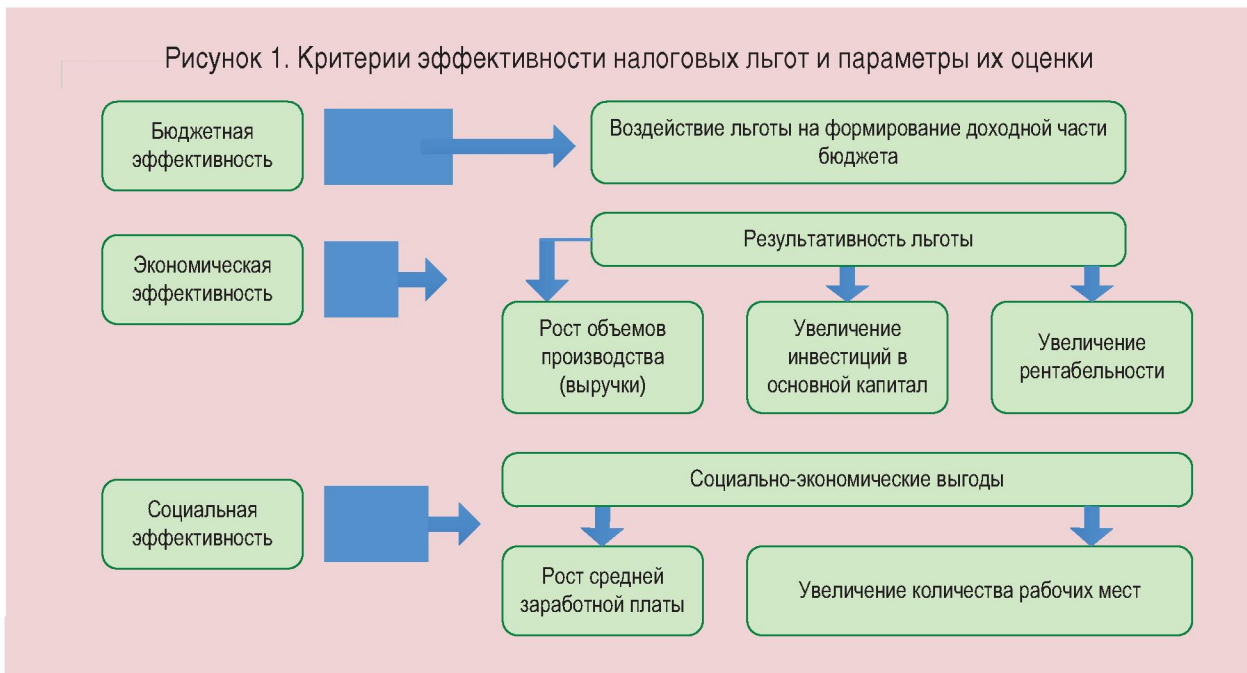 Рисунок 1. Критерии эффективности налоговых льгот и параметры их оценки
Бюджетная
эффективность
Воздействие льготы на формирование доходной части
бюджета
Экономическая
эффективность
Результативность льготы
Рост объемов
производства
(выручки)
Увеличение
инвестиций в
основной капитал
Увеличение
рентабельности
Социальная
эффективность
Социально-экономические выгоды
Рост средней
заработной платы
Увеличение количества рабочих мест